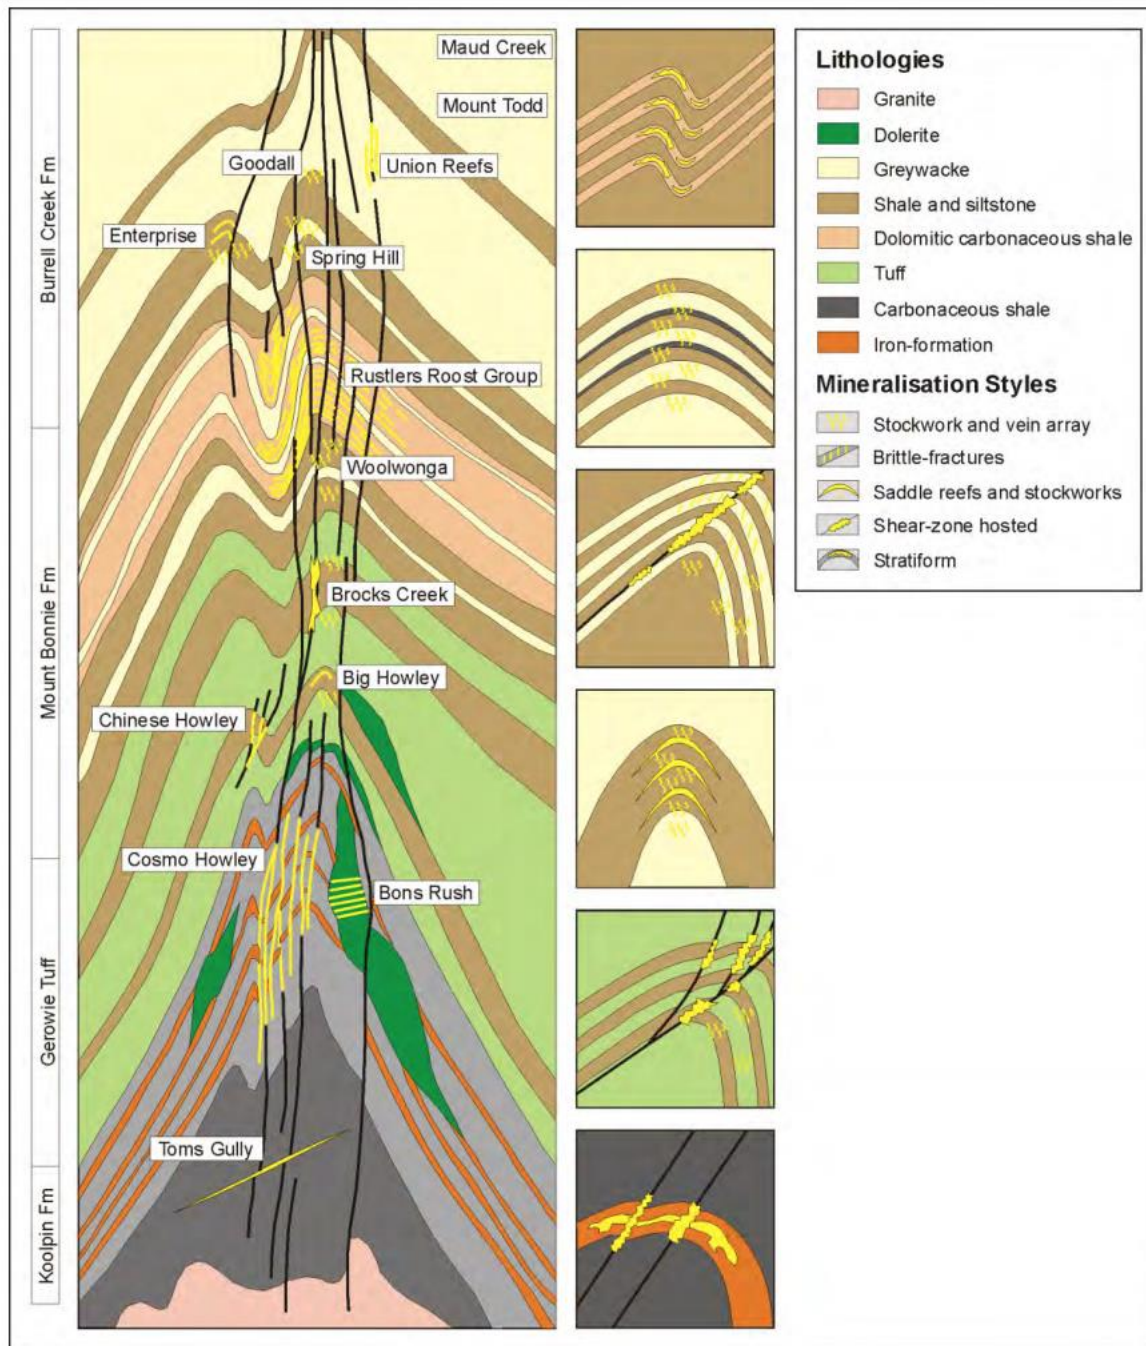 Burrell Creek Fm
Mount Bonnie Fm
Gerowie Tuff
Koolpin Fm
Maud Creek
Mount Todd
Goodall
Union Reefs
Enterprise
Spring Hill
Rustlers Roost Group
Woolwonga
Brocks Creek
Big Howley
Chinese Howley
Cosmo Howley
Bons Rush
Toms Gully
Lithologies
Granite
Dolerite
Greywacke
Shale and siltstone
Dolomitic carbonaceous shale
Tuff
Carbonaceous shale
Iron-formation
Mineralisation Styles
Stockwork and vein array
Brittle-fractures
Saddle reefs and stockworks
Shear-zone hosted
Stratiform